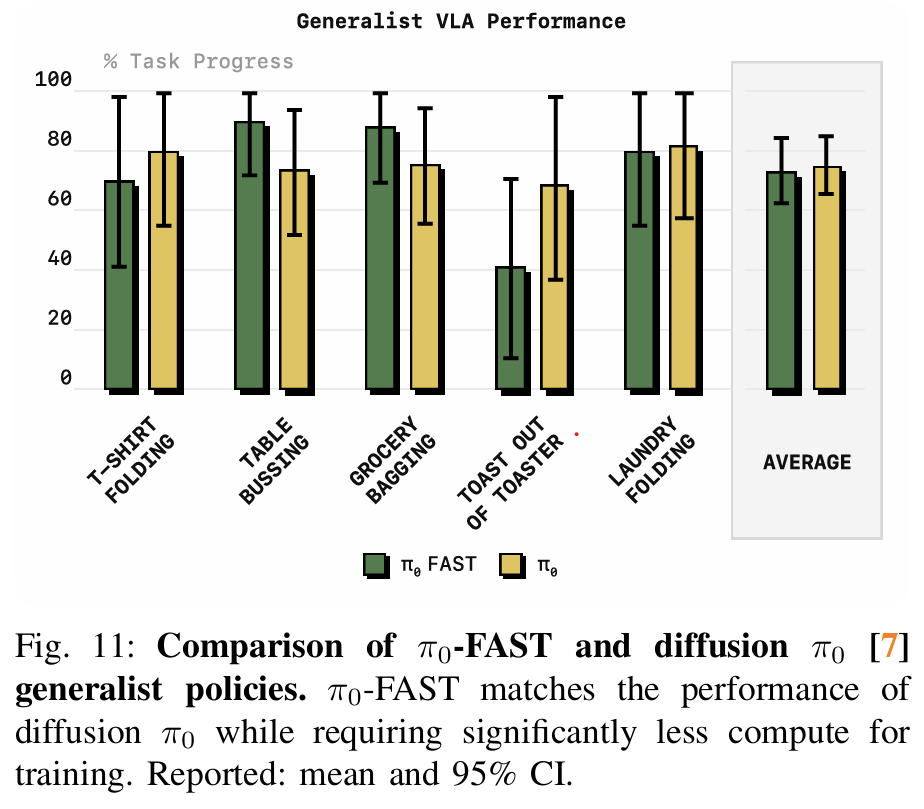 Generalist VLA Performance
% Task Progress
100
80
60
40
20
0
T-SHIRT
FOLDING
TABLE
BUSSING
GROCERY
BAGGING
TOAST OUT
OF TOASTER
LAUNDRY
FOLDING
AVERAGE
π₀ FAST
π₀
Fig. 11: Comparison of π₀-FAST and diffusion π₀ [7]
generalist policies. π₀-FAST matches the performance of
diffusion π₀ while requiring significantly less compute for
training. Reported: mean and 95% CI.